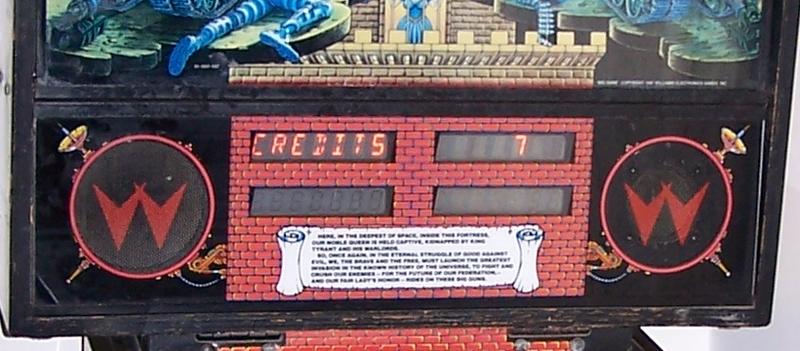 CREDITS 7
W W
HERE, IN THE DEEPEST OF SPACE, INSIDE THIS FORTRESS,
OUR NOBLE QUEEN IS HELD CAPTIVE, KIDNAPPED BY KING
TYRANT AND HIS WARLORDS.
SO, ONCE AGAIN, IN THE ETERNAL STRUGGLE OF GOOD AGAINST
EVIL, WE, THE BRAVE AND THE FREE, MUST LAUNCH THE GREATEST
INVASION IN THE KNOWN HISTORY OF THE UNIVERSE, TO FIGHT AND
CRUSH OUR ENEMIES - FOR THE FUTURE OF OUR FEDERATION...
AND OUR FAIR LADY'S HONOR - RIDES ON THESE BIG GUNS.